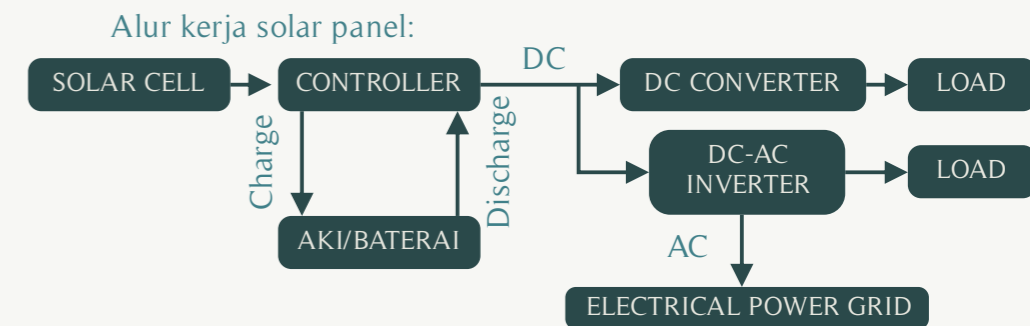 Alur kerja solar panel:
SOLAR CELL
CONTROLLER
DC
DC CONVERTER
LOAD
Charge
Discharge
DC-AC
INVERTER
LOAD
AKI/BATERAI
AC
ELECTRICAL POWER GRID